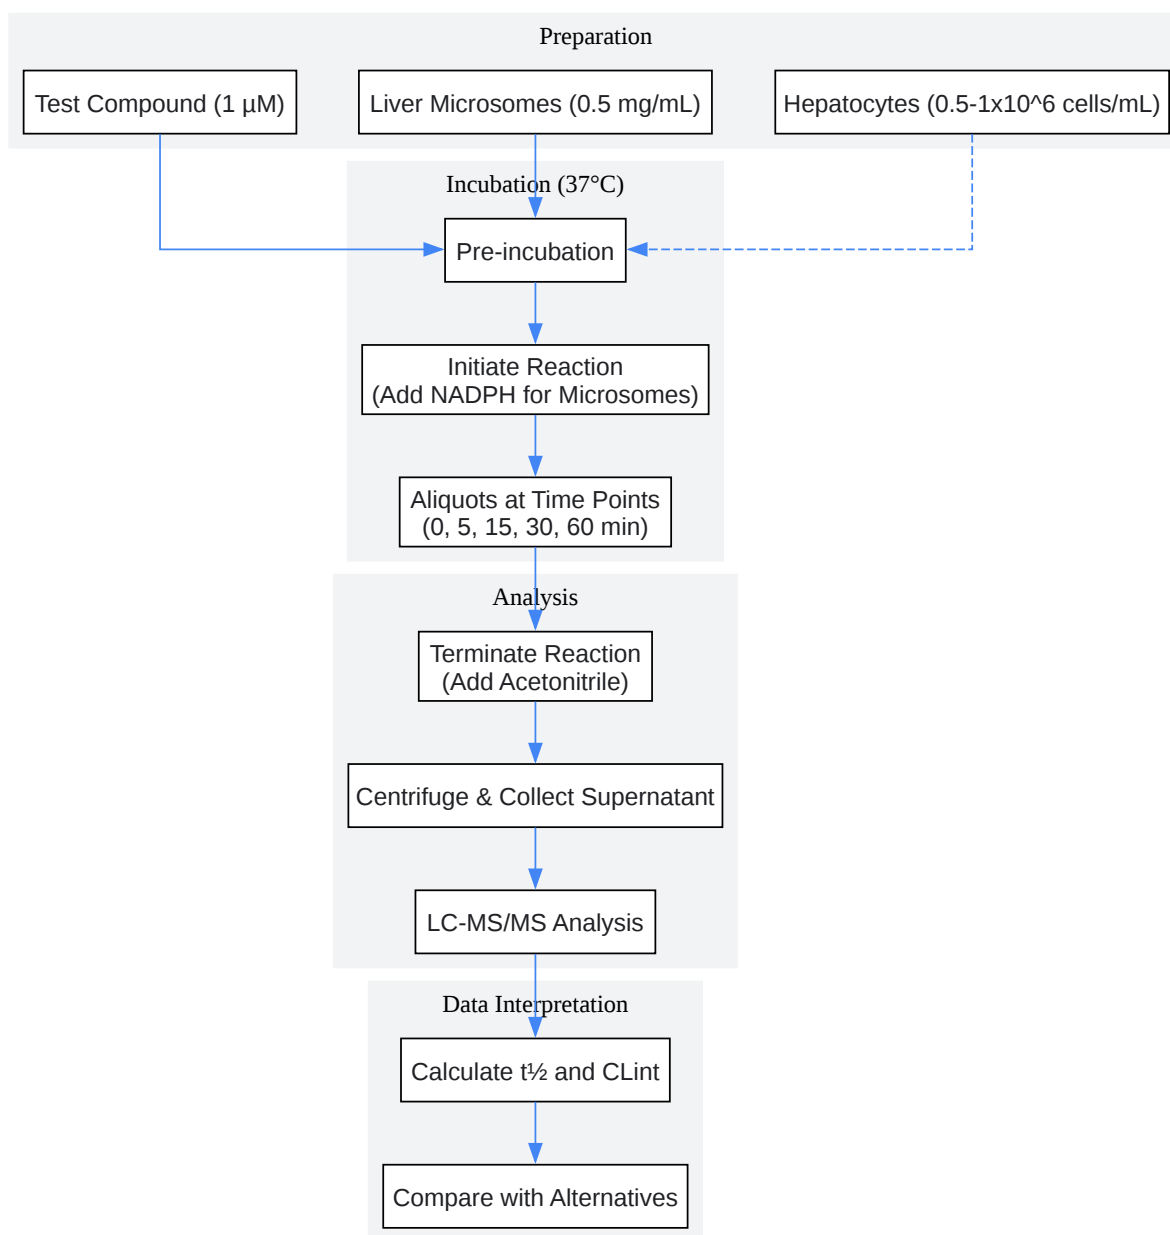 Preparation
Test Compound (1 µM)
Liver Microsomes (0.5 mg/mL)
Hepatocytes (0.5-1x10^6 cells/mL)
Incubation (37°C)
Pre-incubation
Initiate Reaction
(Add NADPH for Microsomes)
Aliquots at Time Points
(0, 5, 15, 30, 60 min)
Analysis
Terminate Reaction
(Add Acetonitrile)
Centrifuge & Collect Supernatant
LC-MS/MS Analysis
Data Interpretation
Calculate t½ and CLint
Compare with Alternatives